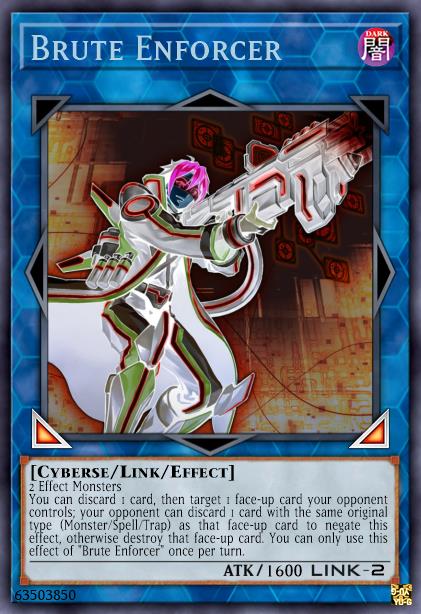 BRUTE ENFORCER
DARK
闇
[CYBERSE/LINK/EFFECT]
2 Effect Monsters
You can discard 1 card, then target 1 face-up card your opponent
controls; your opponent can discard 1 card with the same original
type (Monster/Spell/Trap) as that face-up card to negate this
effect, otherwise destroy that face-up card. You can only use this
effect of "Brute Enforcer" once per turn.
ATK/1600 LINK-2
63503850